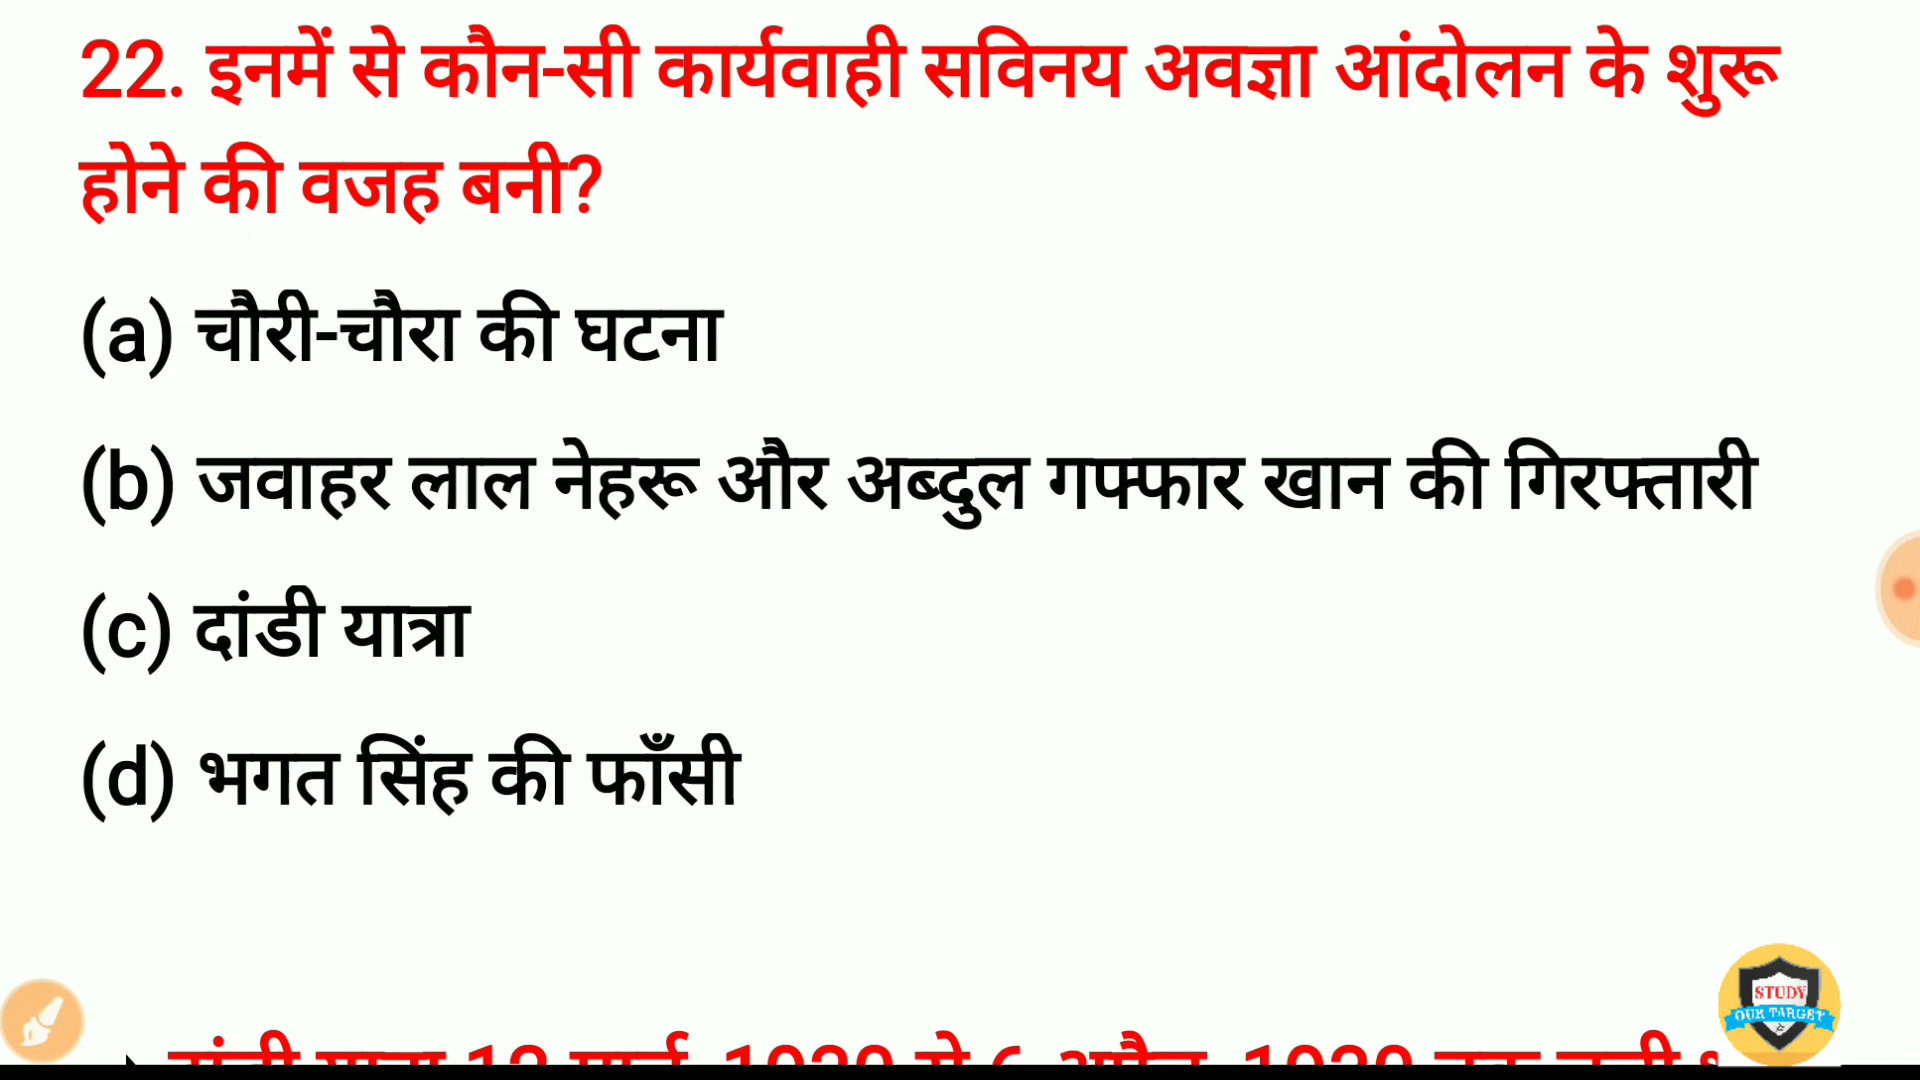 22. इनमें से कौन-सी कार्यवाही सविनय अवज्ञा आंदोलन के शुरू
होने की वजह बनी?
(a) चौरी-चौरा की घटना
(b) जवाहर लाल नेहरू और अब्दुल गफ्फार खान की गिरफ्तारी
(c) दांडी यात्रा
(d) भगत सिंह की फाँसी
STUDY
OUR TARGET